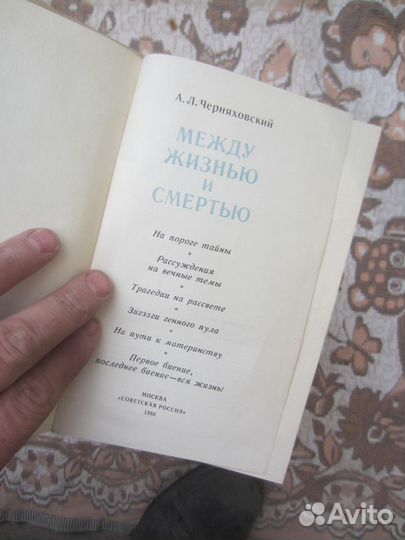 А. Л. Черняховский
МЕЖДУ
ЖИЗНЬЮ
И
СМЕРТЬЮ
На пороге тайны
*
Рассуждения
на вечные темы
*
Трагедии на рассвете
*
Зигзаги генного пула
*
На пути к материнству
*
Первое биение,
последнее биение—вся жизнь!
МОСКВА
«СОВЕТСКАЯ РОССИЯ»
1980
Avito